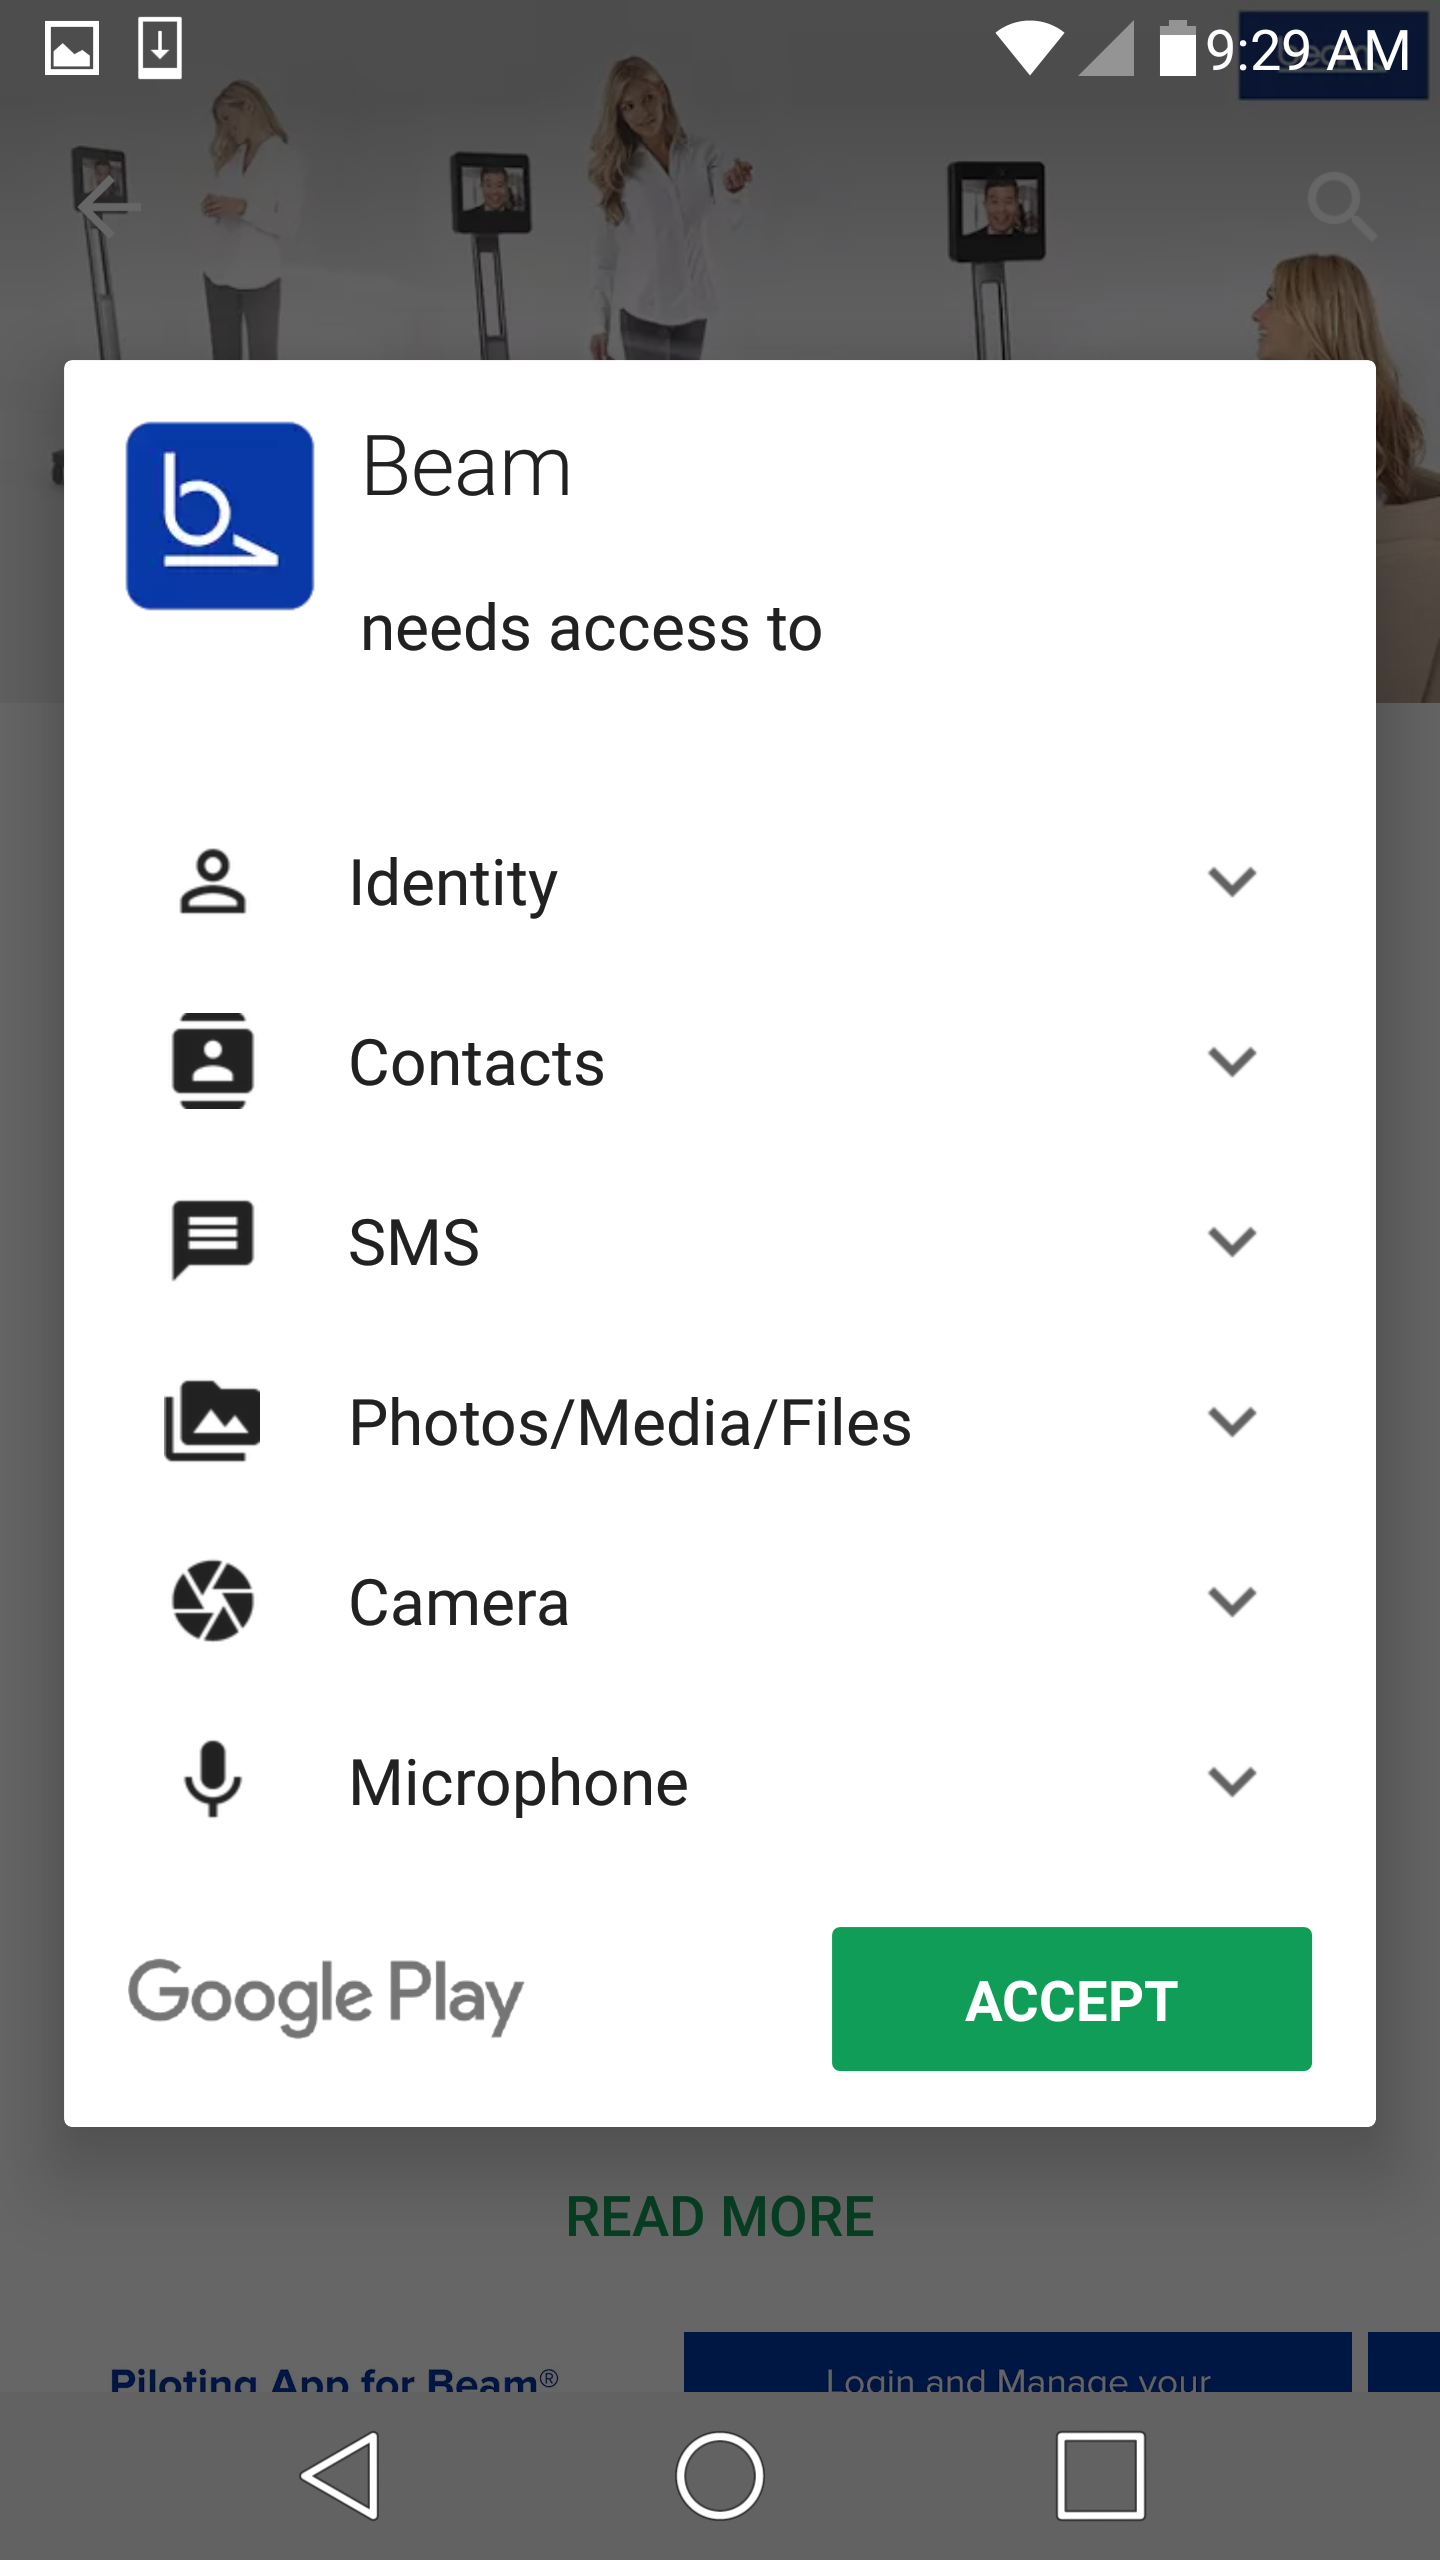 9:29 AM
Beam
needs access to
Identity
Contacts
SMS
Photos/Media/Files
Camera
Microphone
Google Play
ACCEPT
READ MORE
Piloting App for Beam®
Login and Manage your